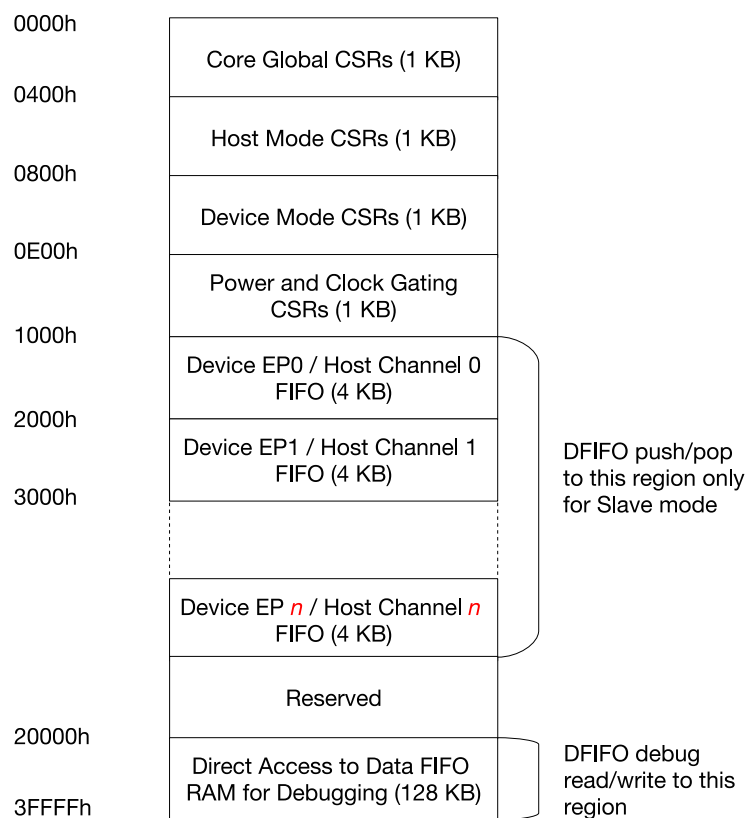 0000h
Core Global CSRs (1 KB)
0400h
Host Mode CSRs (1 KB)
0800h
Device Mode CSRs (1 KB)
0E00h
Power and Clock Gating
CSRs (1 KB)
1000h
Device EP0 / Host Channel 0
FIFO (4 KB)
2000h
Device EP1 / Host Channel 1
FIFO (4 KB)
3000h
DFIFO push/pop
to this region only
for Slave mode
Device EP n / Host Channel n
FIFO (4 KB)
Reserved
20000h
Direct Access to Data FIFO
RAM for Debugging (128 KB)
3FFFFh
DFIFO debug
read/write to this
region